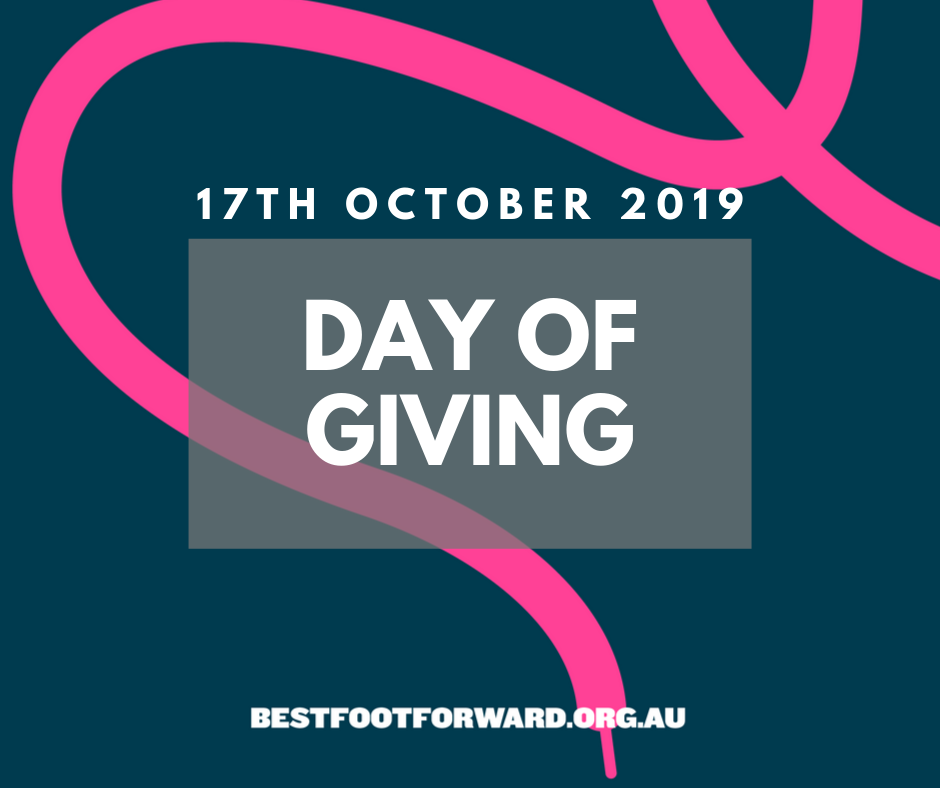 17TH OCTOBER 2019
DAY OF
GIVING
BESTFOOTFORWARD.ORG.AU